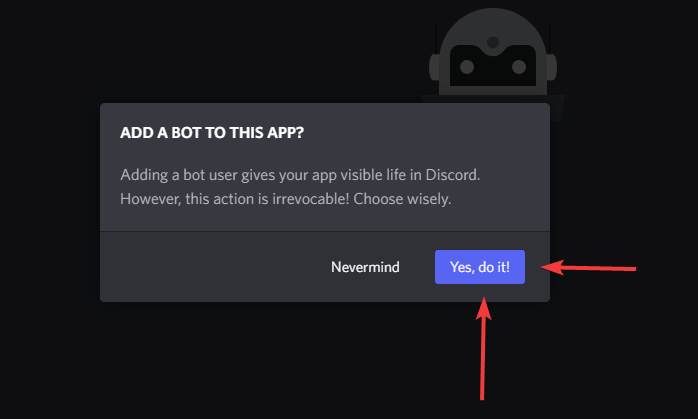 ADD A BOT TO THIS APP?
Adding a bot user gives your app visible life in Discord.
However, this action is irrevocable! Choose wisely.
Nevermind
Yes, do it!